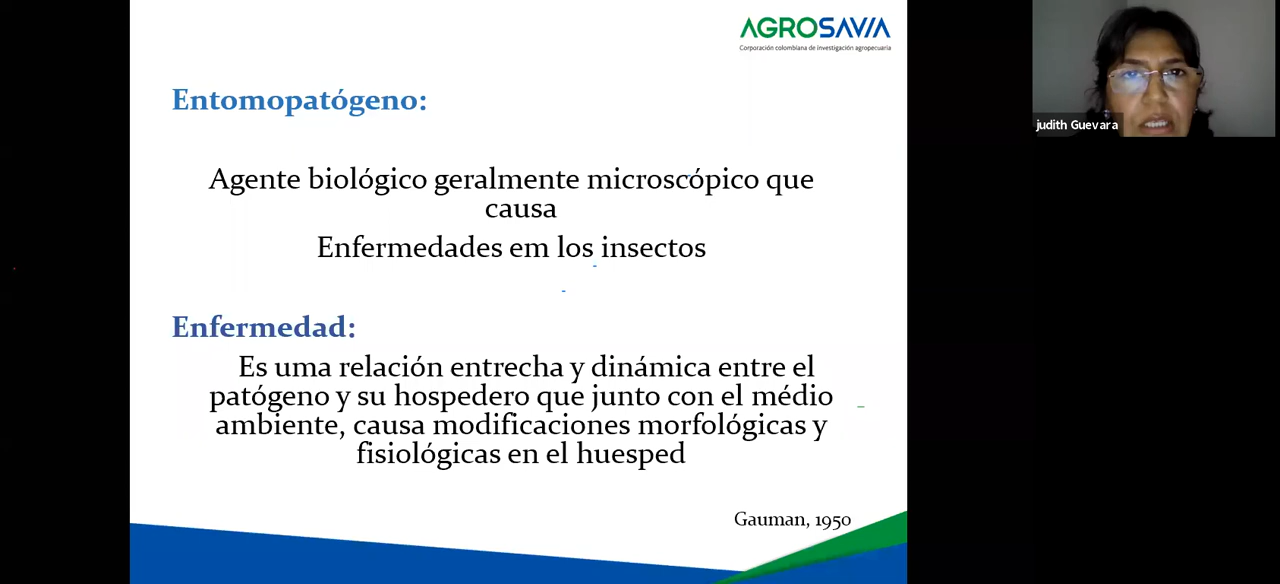 AGROSAVIA
Corporación colombiana de investigación agropecuaria
Entomopatógeno:
Agente biológico geralmente microscópico que
causa
Enfermedades em los insectos
Enfermedad:
Es uma relación entrecha y dinámica entre el
patógeno y su hospedero que junto con el médio
ambiente, causa modificaciones morfológicas y
fisiológicas en el huesped
Gauman, 1950
judith Guevara